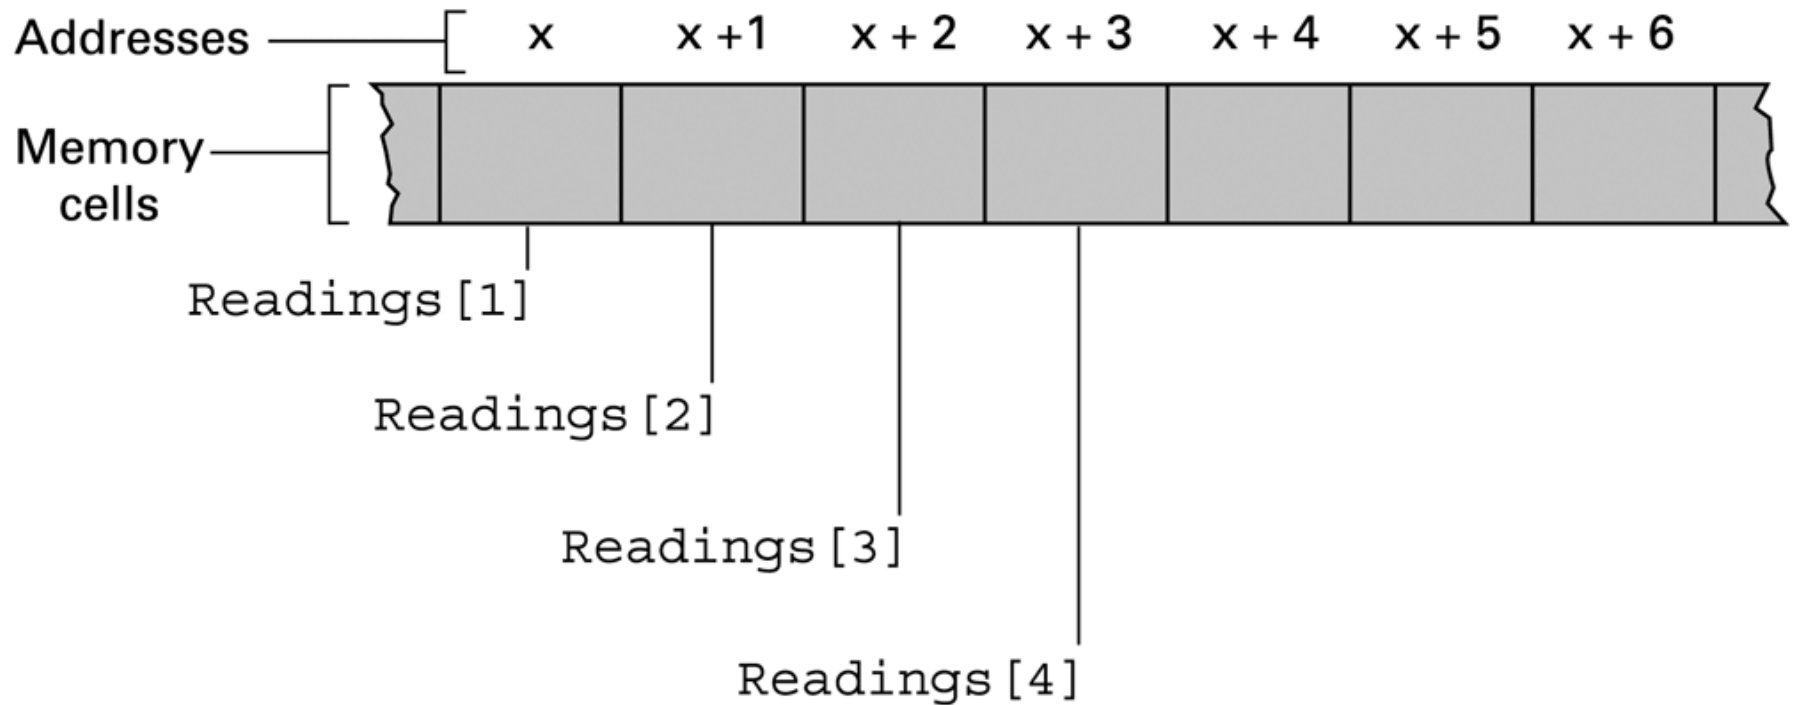 Addresses x x +1 x + 2 x + 3 x + 4 x + 5 x + 6
Memory
cells
Readings[1]
Readings[2]
Readings[3]
Readings[4]